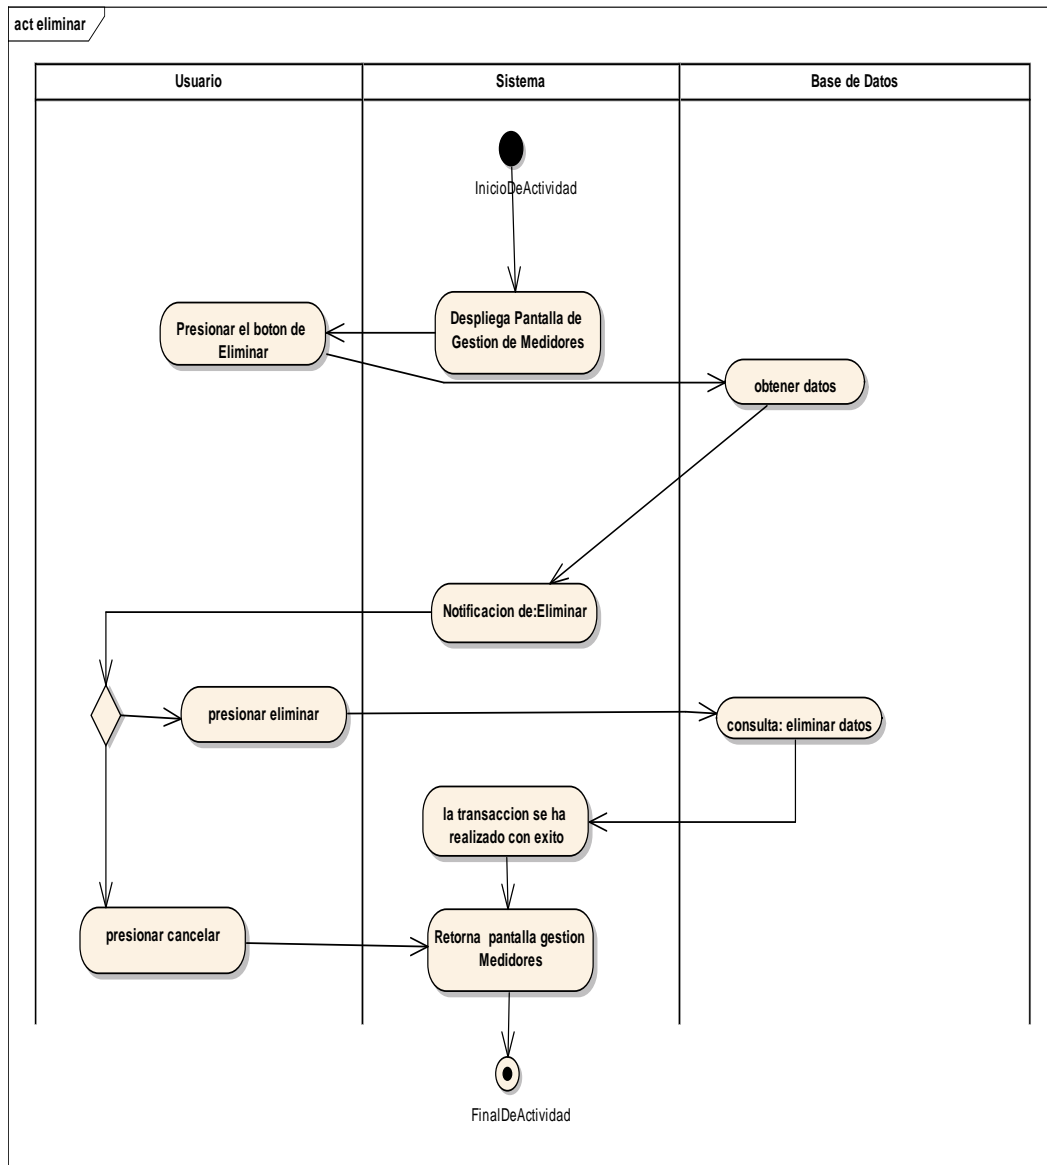 act eliminar
Usuario
Sistema
Base de Datos
InicioDeActividad
Despliega Pantalla de
Gestion de Medidores
Presionar el boton de
Eliminar
obtener datos
Notificacion de:Eliminar
presionar eliminar
consulta: eliminar datos
la transaccion se ha
realizado con exito
presionar cancelar
Retorna  pantalla gestion
Medidores
FinalDeActividad